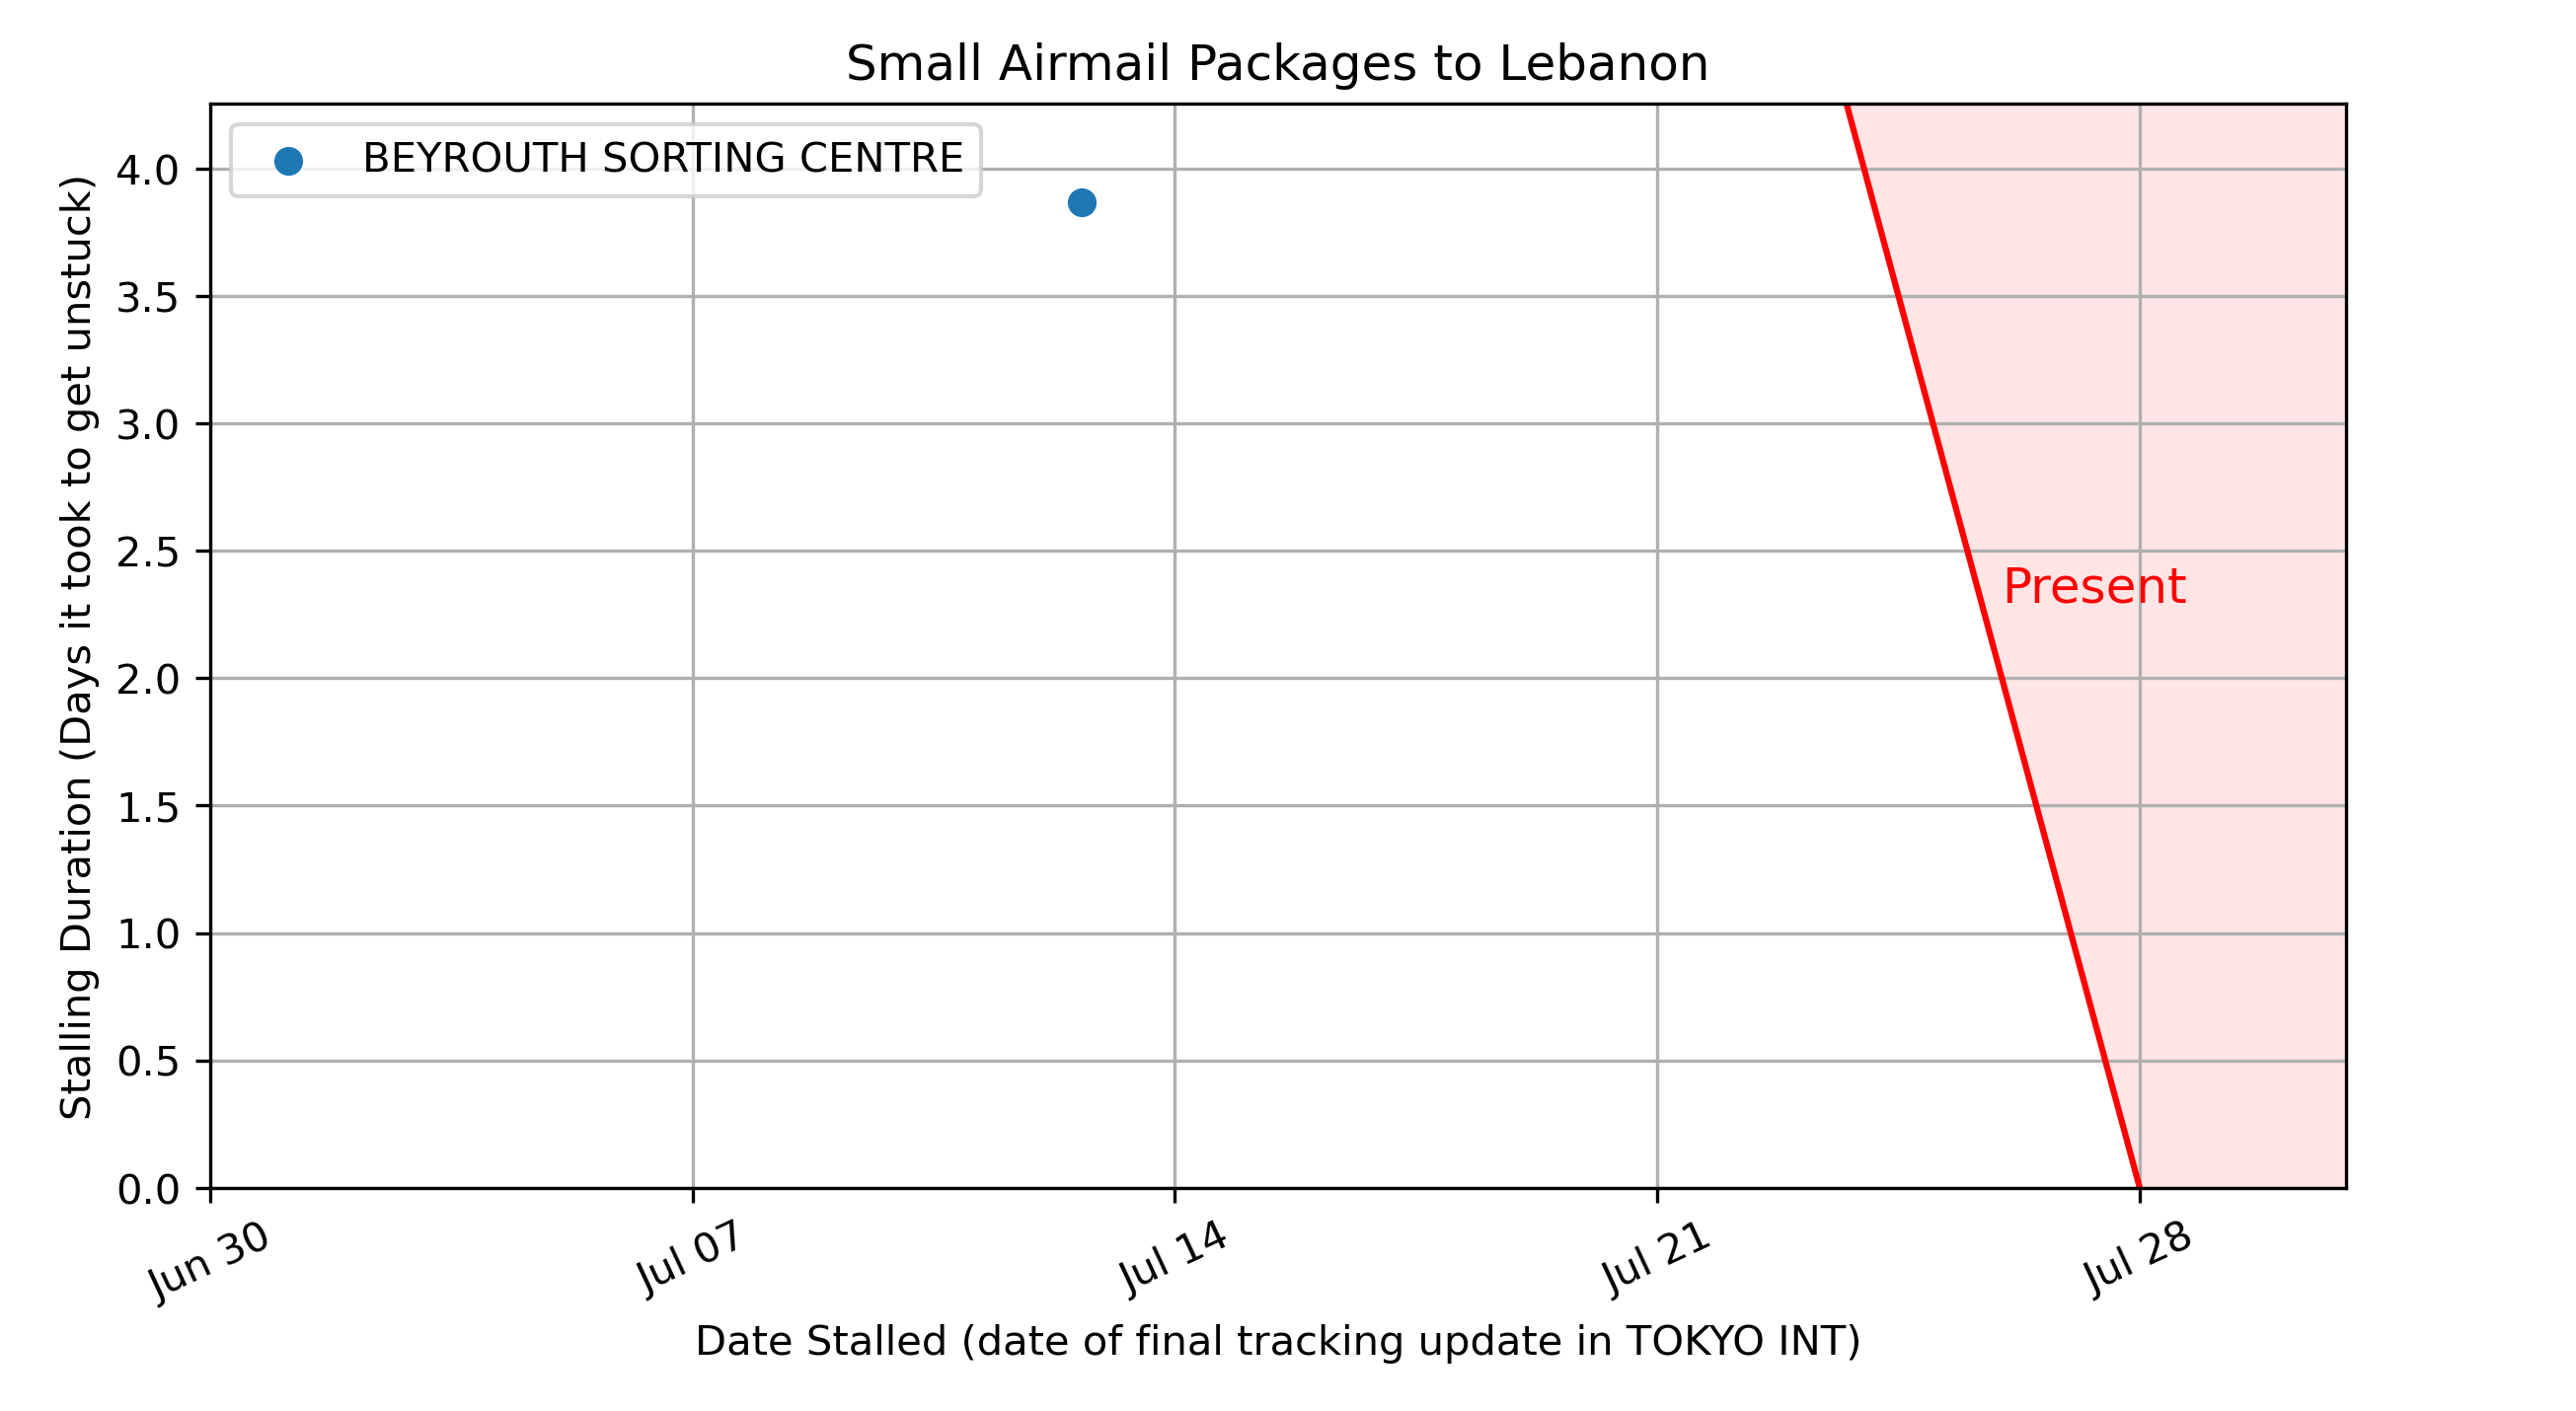 Small Airmail Packages to Lebanon
BEYROUTH SORTING CENTRE
Stalling Duration (Days it took to get unstuck)
4.0
3.5
3.0
2.5
2.0
1.5
1.0
0.5
0.0
Present
Jun 30
Jul 07
Jul 14
Jul 21
Jul 28
Date Stalled (date of final tracking update in TOKYO INT)